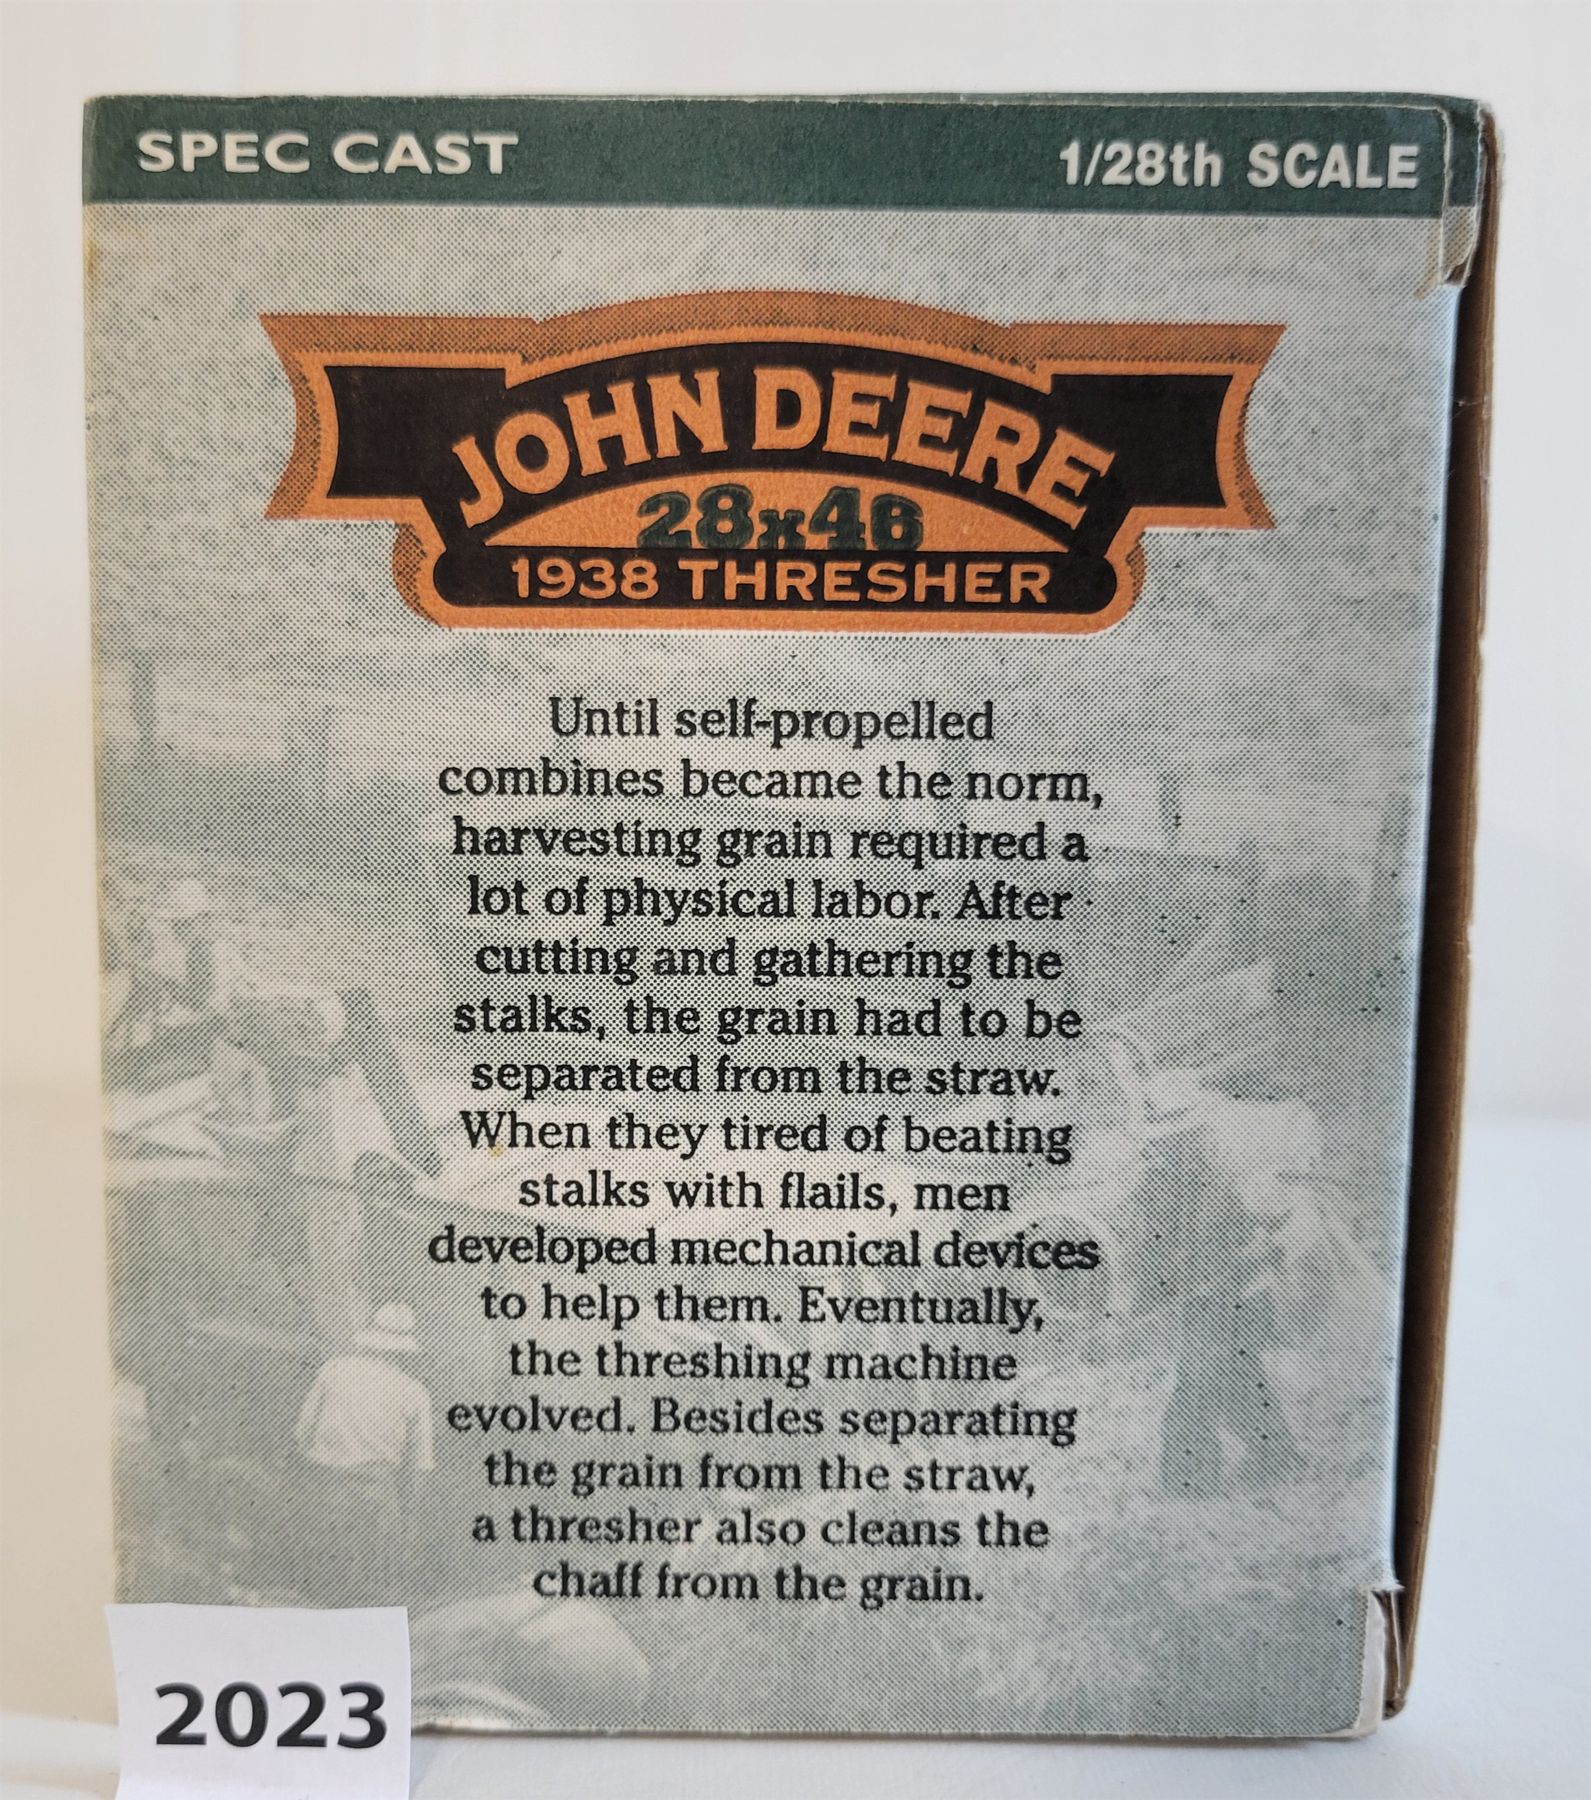 SPEC CAST
1/28th SCALE
JOHN DEERE
28x46
1938 THRESHER
Until self-propelled
combines became the norm,
harvesting grain required a
lot of physical labor. After
cutting and gathering the
stalks, the grain had to be
separated from the straw.
When they tired of beating
stalks with flails, men
developed mechanical devices
to help them. Eventually,
the threshing machine
evolved. Besides separating
the grain from the straw,
a thresher also cleans the
chaff from the grain.
2023